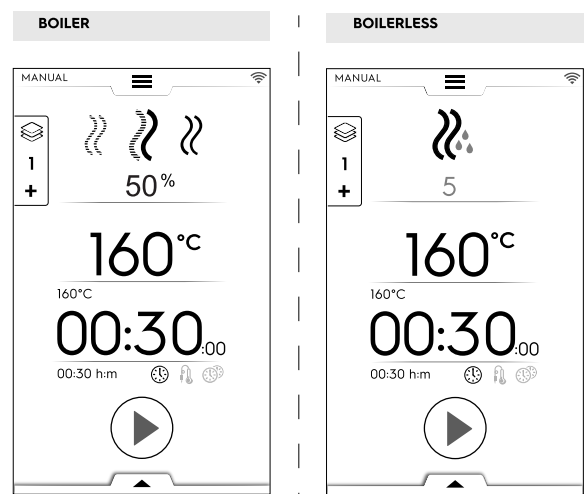 BOILER
MANUAL
1
+
50%
160°C
160°C
00:30:00
00:30 h:m
BOILERLESS
MANUAL
1
+
5
160°C
160°C
00:30:00
00:30 h:m